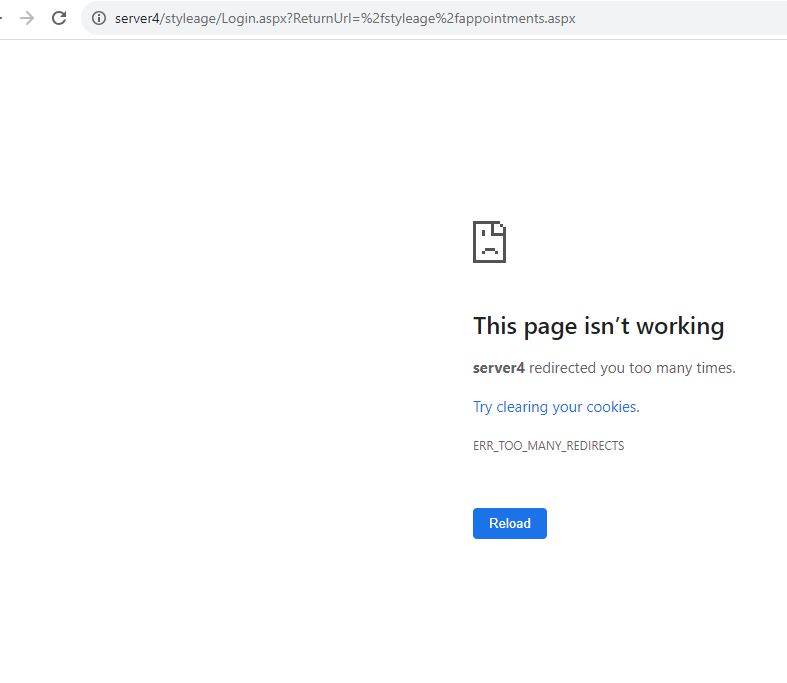 server4/styleage/Login.aspx?ReturnUrl=%2fstyleage%2fappointments.aspx
This page isn’t working
server4 redirected you too many times.
Try clearing your cookies.
ERR_TOO_MANY_REDIRECTS
Reload